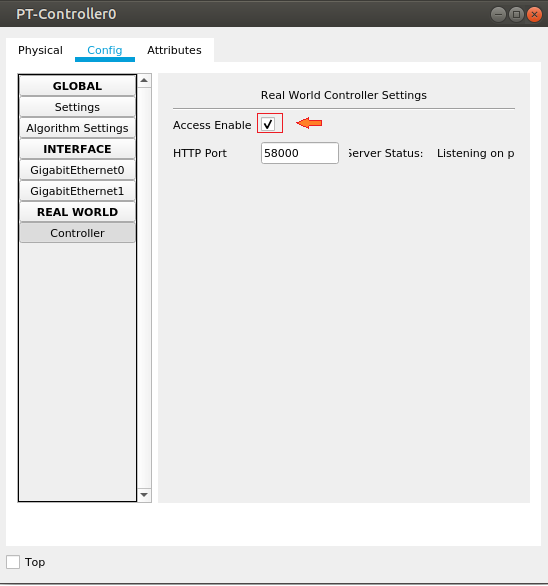 PT-Controller0
Physical Config Attributes
GLOBAL
Settings
Algorithm Settings
INTERFACE
GigabitEthernet0
GigabitEthernet1
REAL WORLD
Controller
Real World Controller Settings
Access Enable
HTTP Port 58000 Server Status: Listening on p
Top